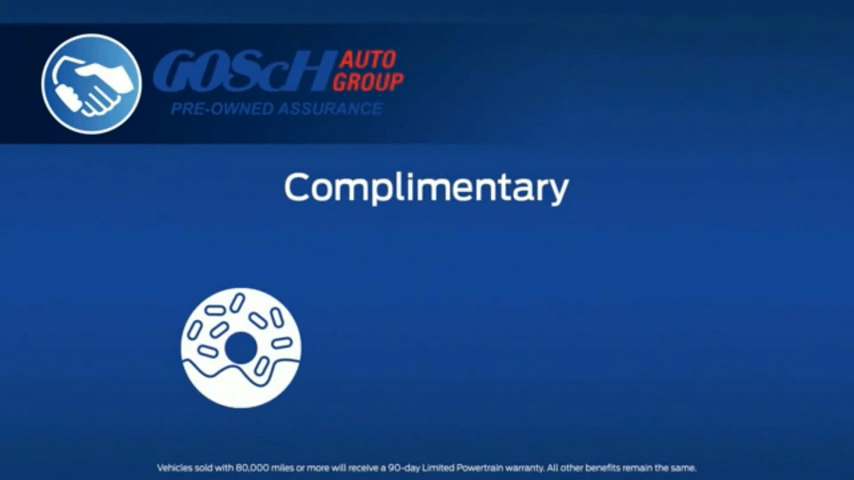 GOSCH AUTO GROUP
PRE-OWNED ASSURANCE
Complimentary
Vehicles sold with 80,000 miles or more will receive a 90-day Limited Powertrain warranty. All other benefits remain the same.